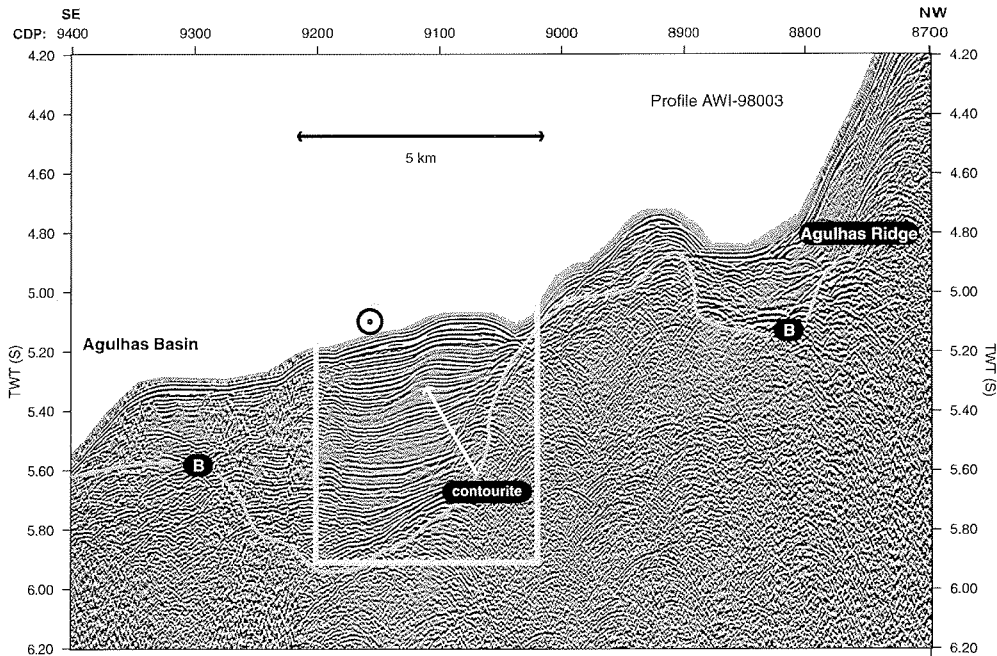 SE
NW
CDP:
9400 9300 9200 9100 9000 8900 8800 8700
4.20 4.20
Profile AWI-98003
4.40 4.40
5 km
4.60 4.60
4.80 Agulhas Ridge 4.80
5.00 5.00
B
Agulhas Basin
5.20 5.20
TWT (S) TWT (S)
5.40 5.40
5.60 B 5.60
contourite
5.80 5.80
6.00 6.00
6.20 6.20